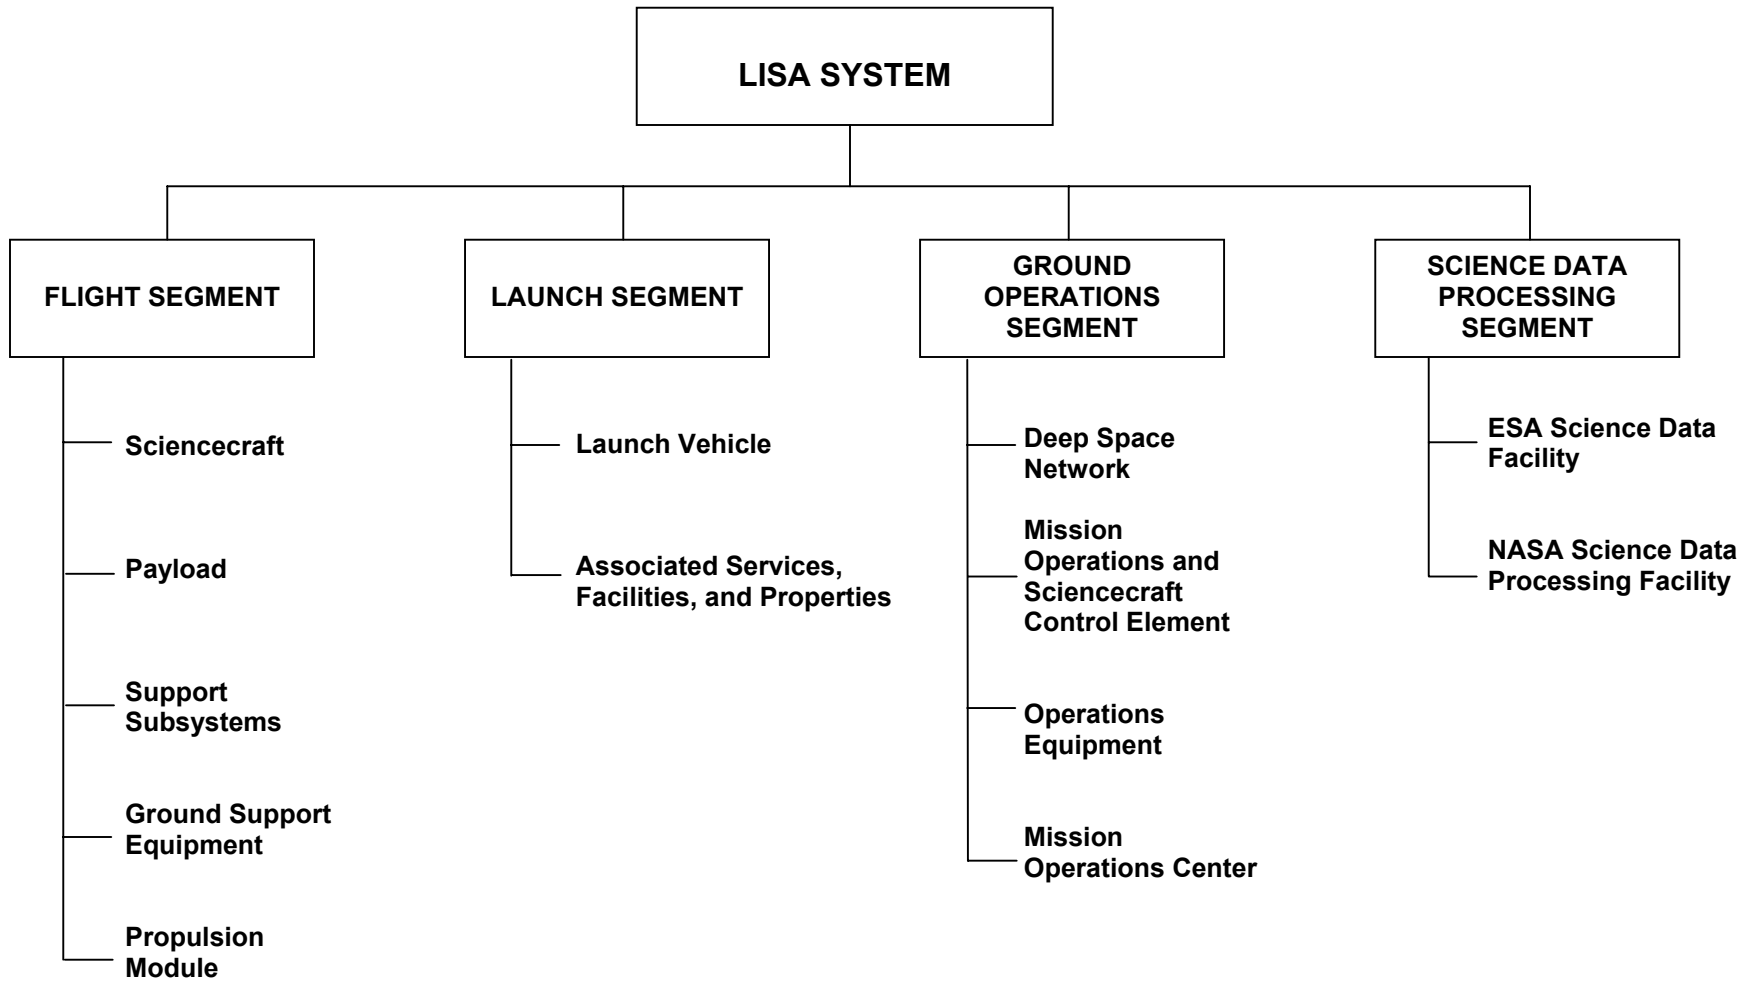 LISA SYSTEM
FLIGHT SEGMENT
Sciencecraft
Payload
Support
Subsystems
Ground Support
Equipment
Propulsion
Module
LAUNCH SEGMENT
Launch Vehicle
Associated Services,
Facilities, and Properties
GROUND
OPERATIONS
SEGMENT
Deep Space
Network
Mission
Operations and
Sciencecraft
Control Element
Operations
Equipment
Mission
Operations Center
SCIENCE DATA
PROCESSING
SEGMENT
ESA Science Data
Facility
NASA Science Data
Processing Facility